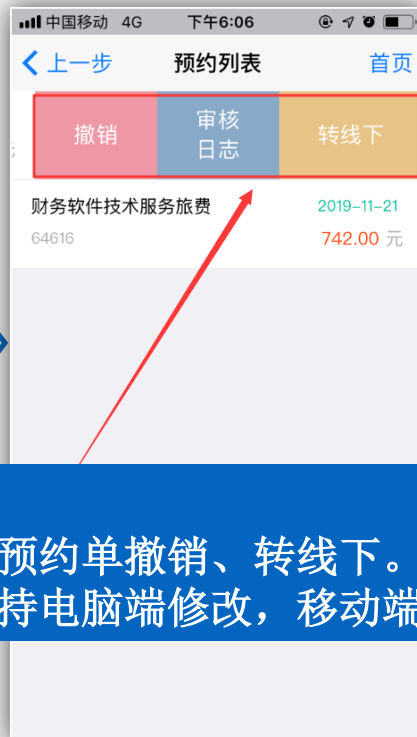 中国移动 4G 下午6:06
上一步 预约列表 首页
撤销 审核 转线下
日志
财务软件技术服务旅费 2019-11-21
64616 742.00 元
预约单撤销、转线下。
持电脑端修改，移动端